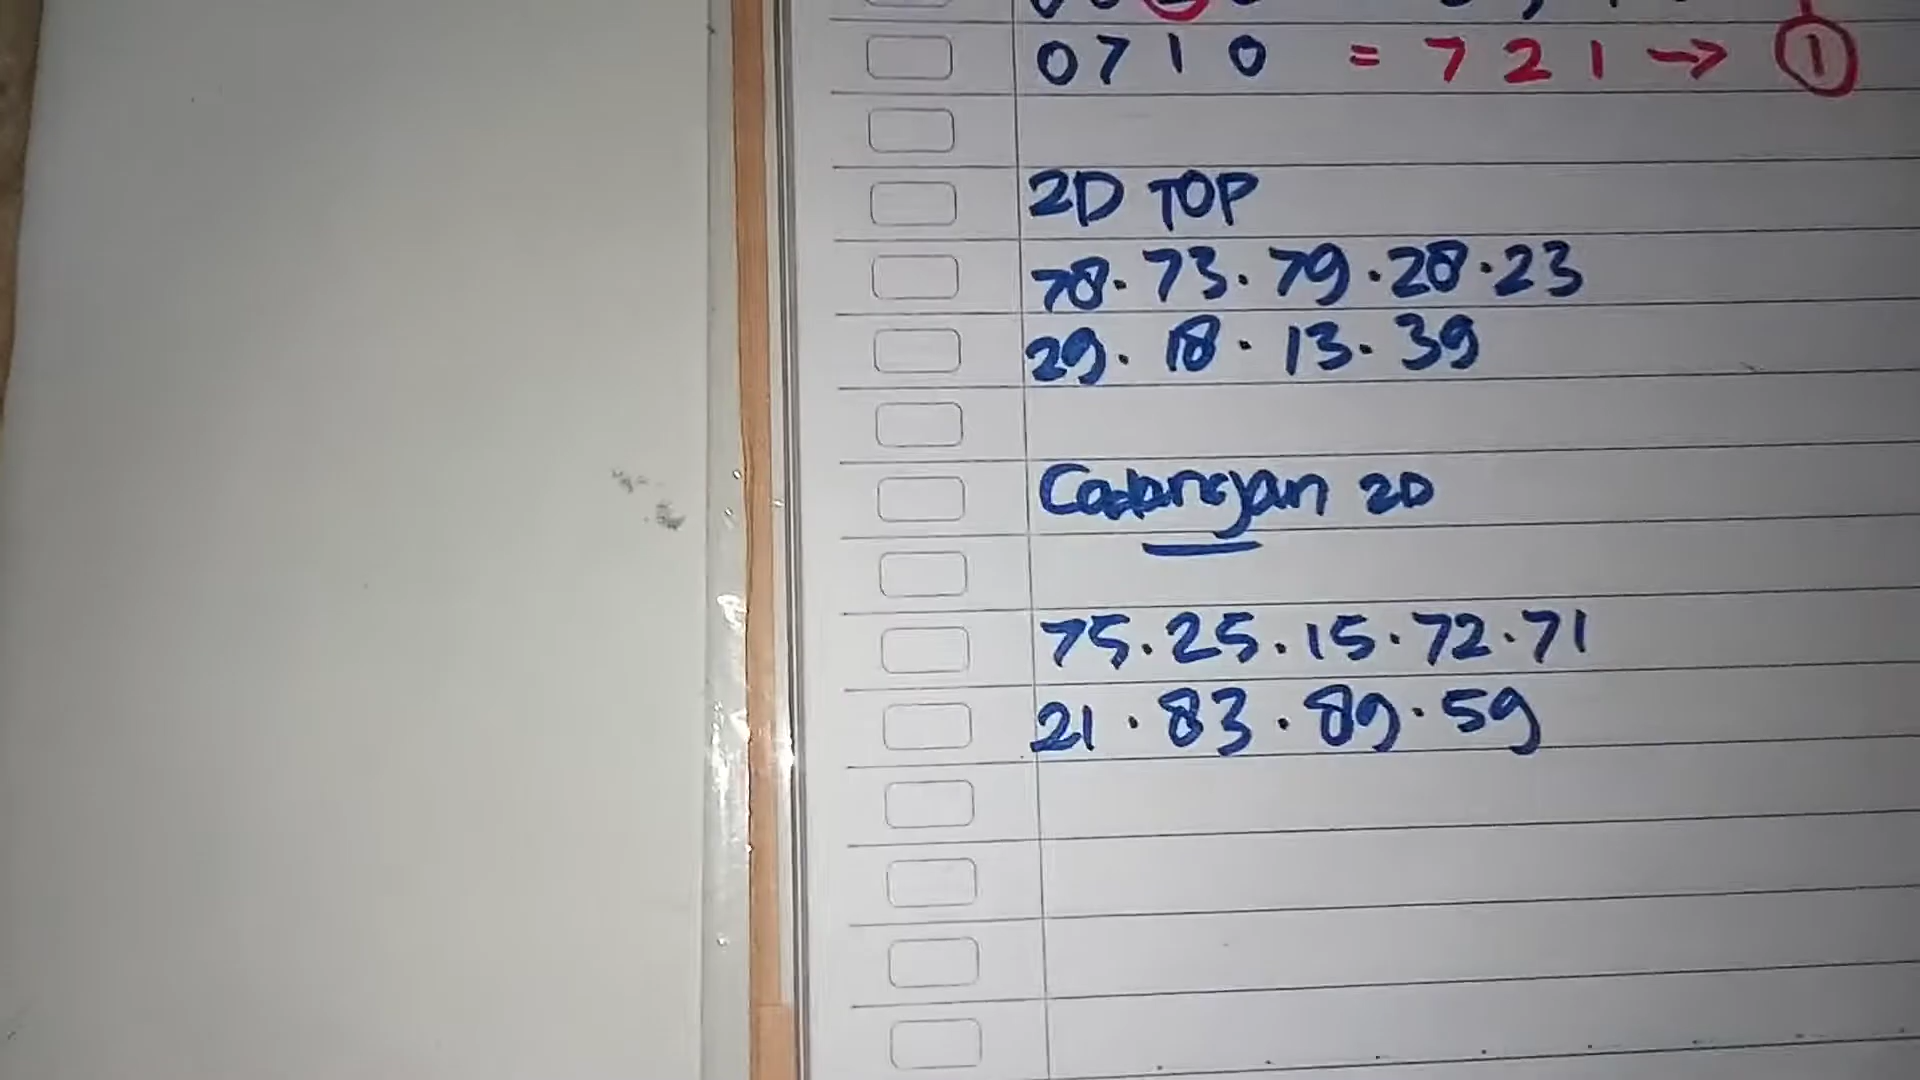 0710 = 721 → 1
2D TOP
78. 73. 79. 28. 23
29. 18. 13. 39
Cadangan 2D
75. 25. 15. 72. 71
21. 83. 89. 59